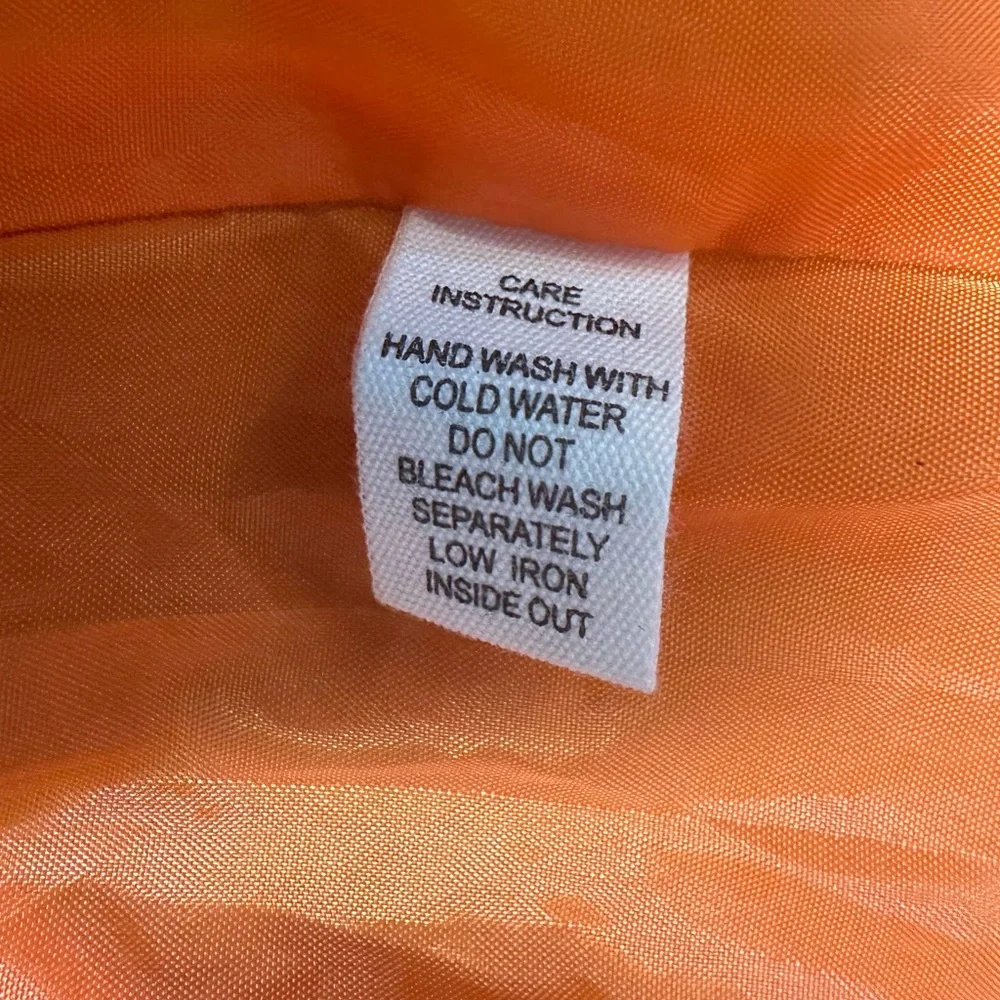 CARE
INSTRUCTION
HAND WASH WITH
COLD WATER
DO NOT
BLEACH WASH
SEPARATELY
LOW IRON
INSIDE OUT